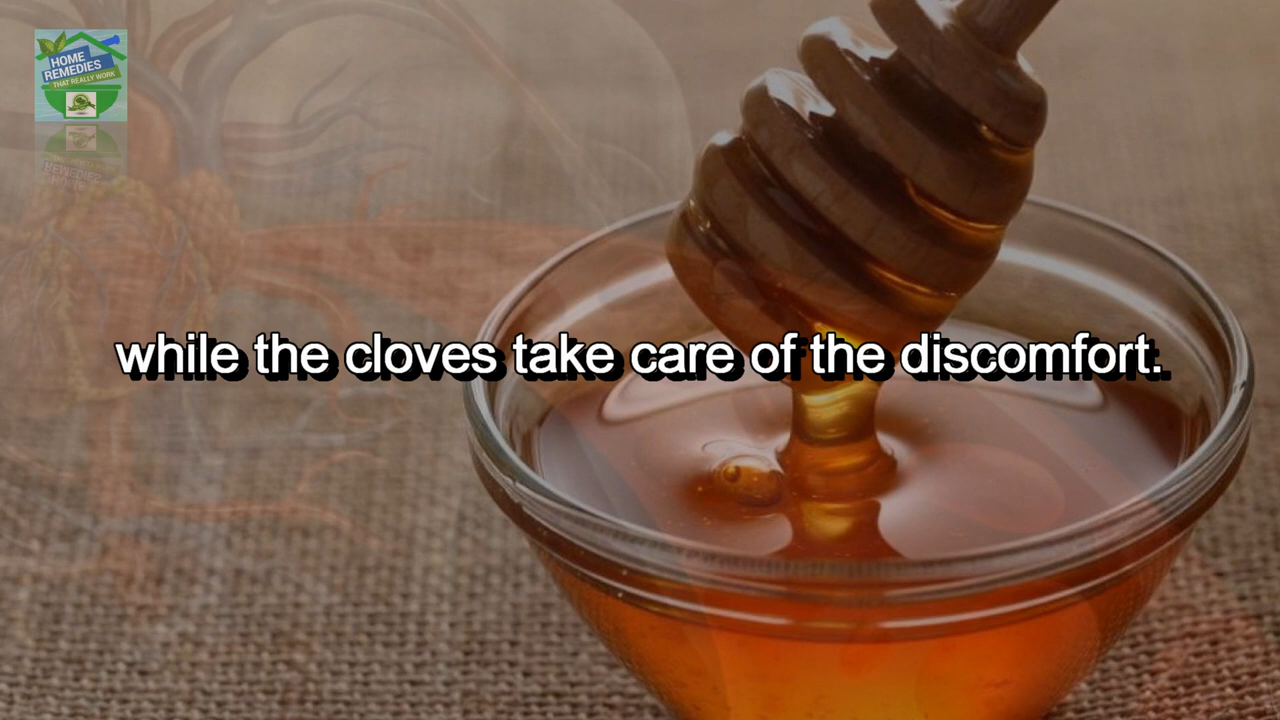 HOME
REMEDIES
THAT REALLY WORK
while the cloves take care of the discomfort.